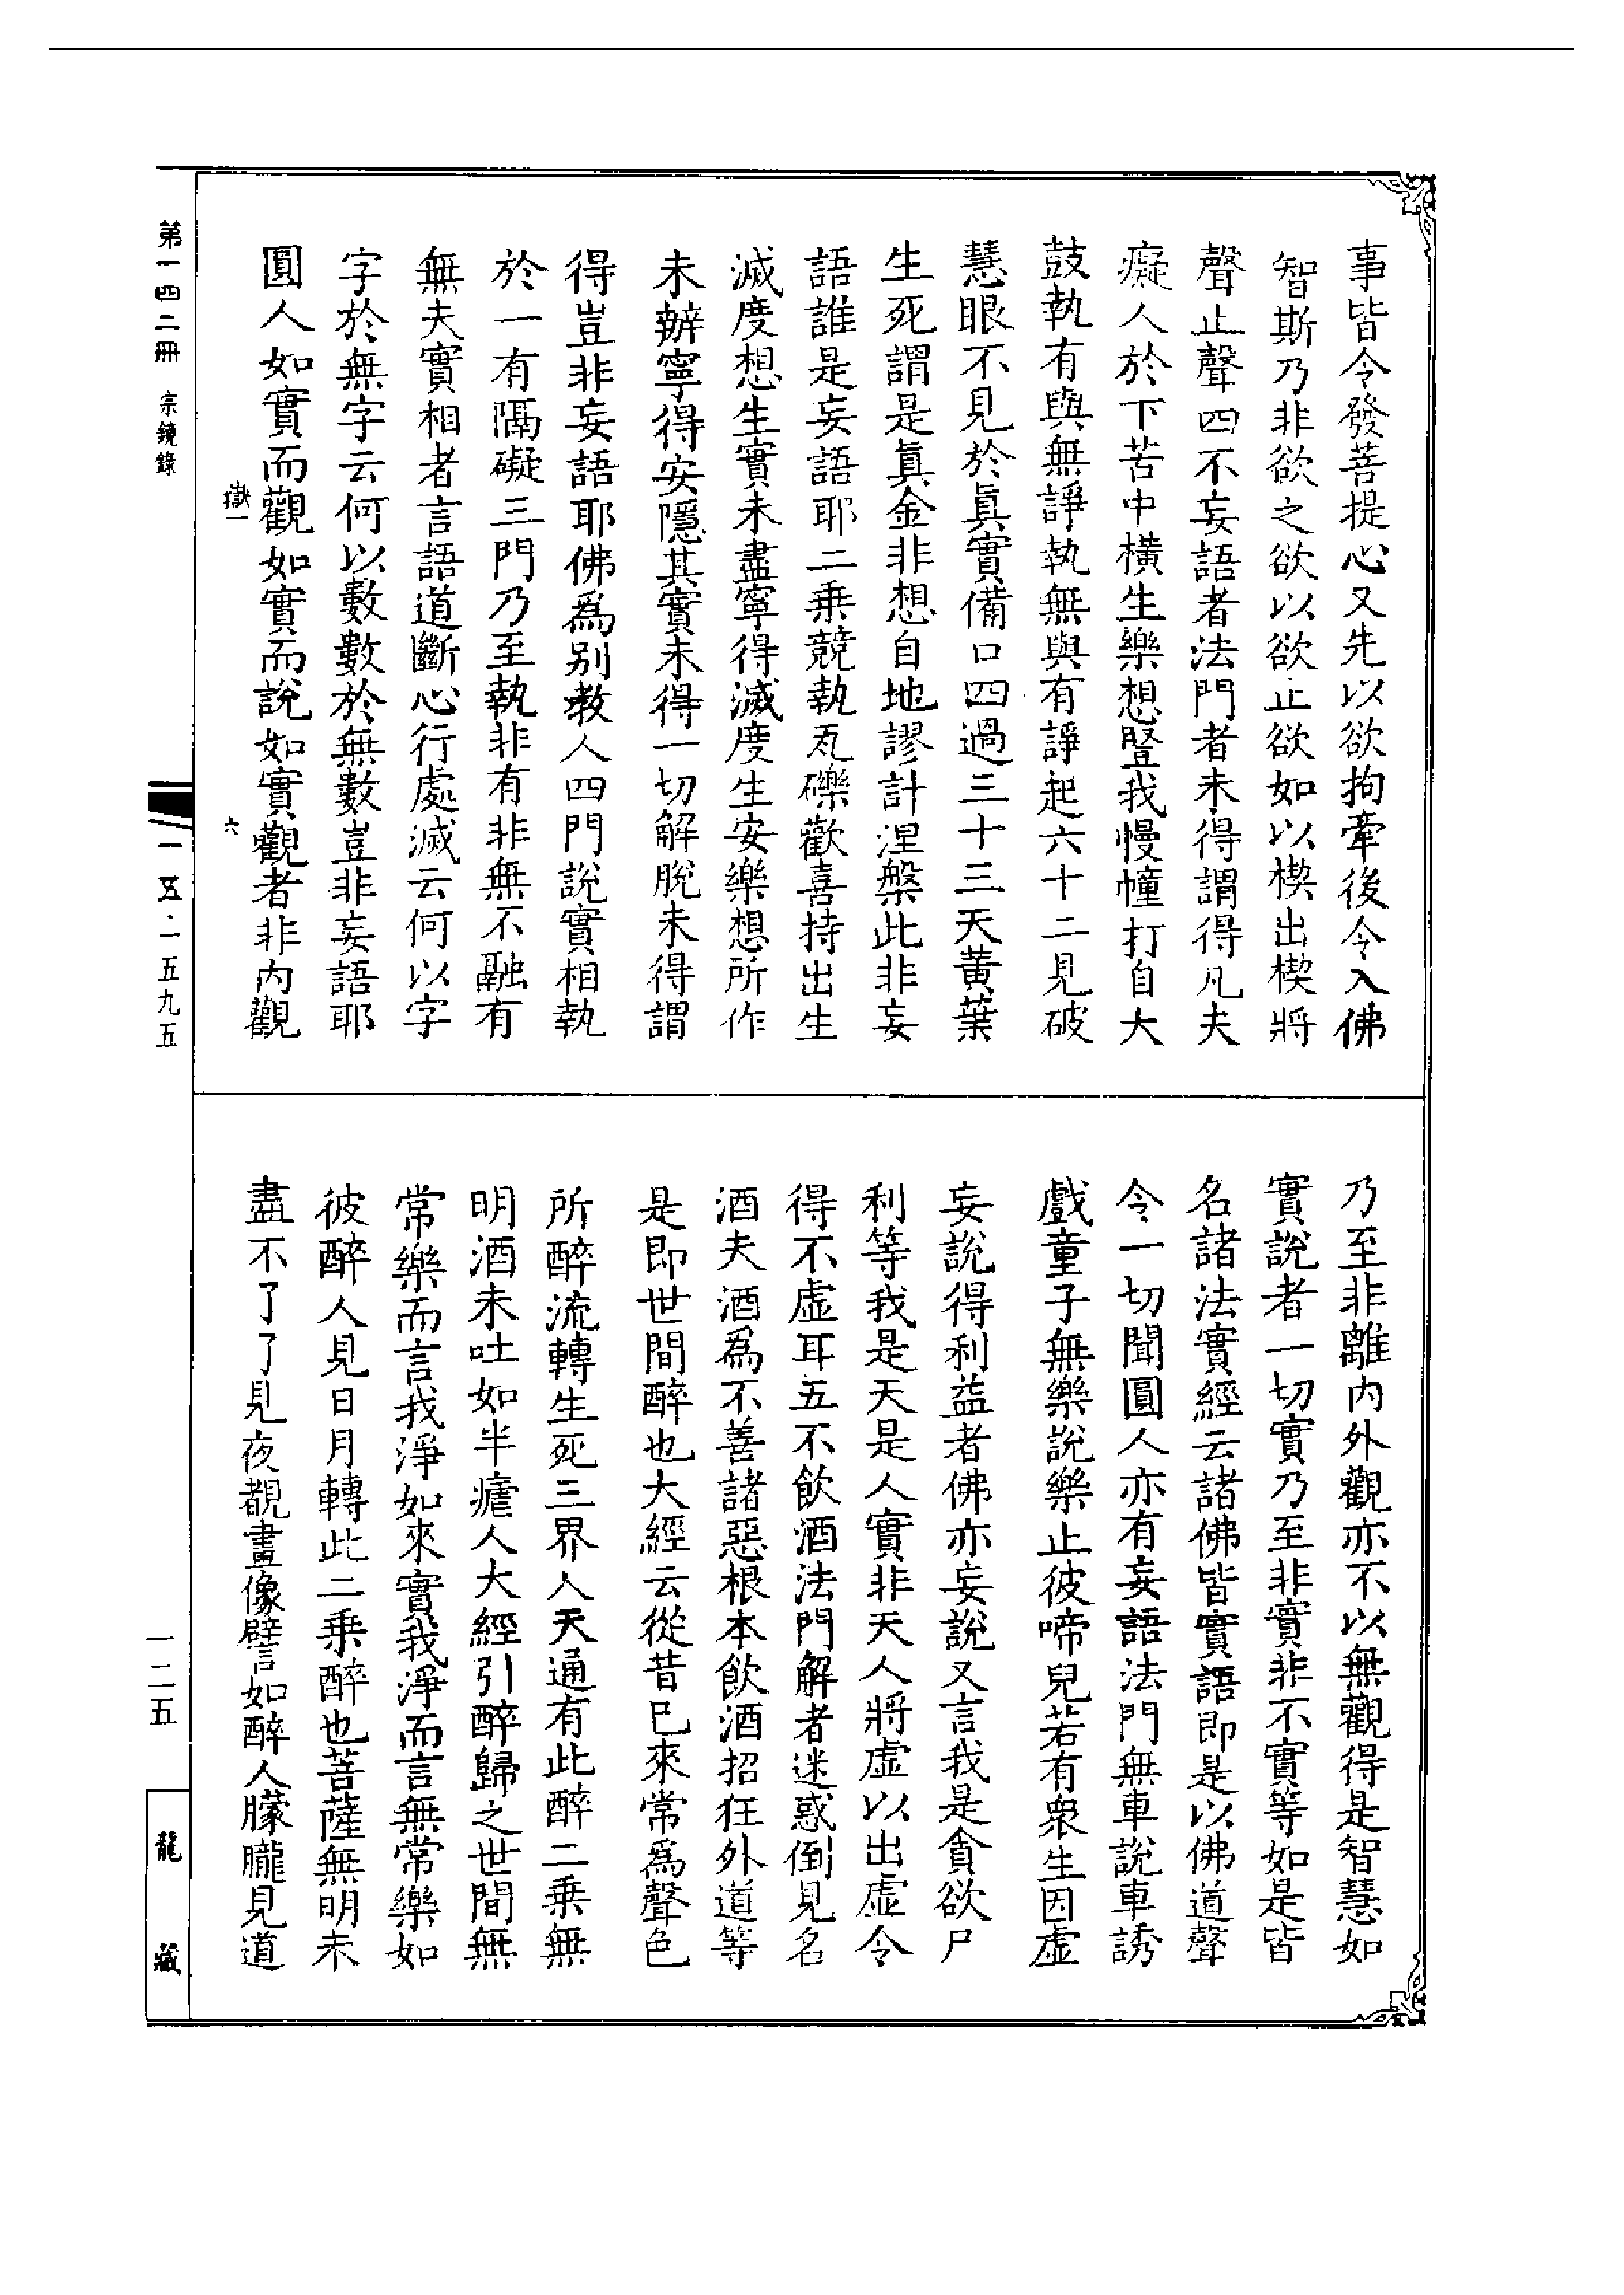 事皆令發菩提心又先以欲拘牽後令入佛
智斯乃非欲之欲以欲止欲如以楔出楔將
聲止聲四不妄語者法門者未得謂得凡夫
癡人於下苦中橫生樂想豎我慢幢打自大
鼓執有與無諍執無與有諍起六十二見破
慧眼不見於眞實備口四過三十三天黃葉
生死謂是眞金非想自地謬計涅槃此非妄
語誰是妄語耶二乗競執瓦礫歡喜持出生
滅度想生實未盡寧得滅度生安樂想所作
未辦寧得安隱其實未得一切解脫未得謂
得豈非妄語耶佛爲別教人四門說實相執
於一有隔礙三門乃至執非有非無不融有
無夫實相者言語道斷心行處滅云何以字
字於無字云何以數數於無數豈非妄語耶
圓人如實而觀如實而說如實觀者非內觀
乃至非離內外觀亦不以無觀得是智慧如
實說者一切實乃至非實非不實等如是皆
名諸法實經云諸佛皆實語即是以佛道聲
令一切聞圓人亦有妄語法門無車說車誘
戲童子無樂說樂止彼啼兒若有衆生因虛
妄說得利益者佛亦妄說又言我是貪欲尸
利等我是天是人實非天人將虛以出虛令
得不虛耳五不飲酒法門解者迷惑倒見名
酒夫酒爲不善諸惡根本飲酒招狂外道等
是即世間醉也大經云從昔已來常爲聲色
所醉流轉生死三界人天通有此醉二乗無
明酒未吐如半瘧人大經引醉歸之世間無
常樂而言我淨如來實我淨而言無常樂如
彼醉人見日月轉此二乗醉也菩薩無明未
盡不了了見夜覩畫像譬如醉人朦朧見道
第一四二冊 宗鏡錄
嶽一
六
一一五·一五九五
一二五
龍藏